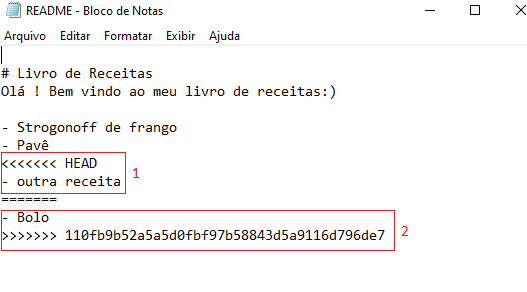 README - Bloco de Notas
Arquivo Editar Formatar Exibir Ajuda
# Livro de Receitas
Olá ! Bem vindo ao meu livro de receitas:)
- Strogonoff de frango
- Pavê
<<<<<<< HEAD
- outra receita
1
=======
- Bolo
>>>>>>> 110fb9b52a5a5d0fbf97b58843d5a9116d796de7
2